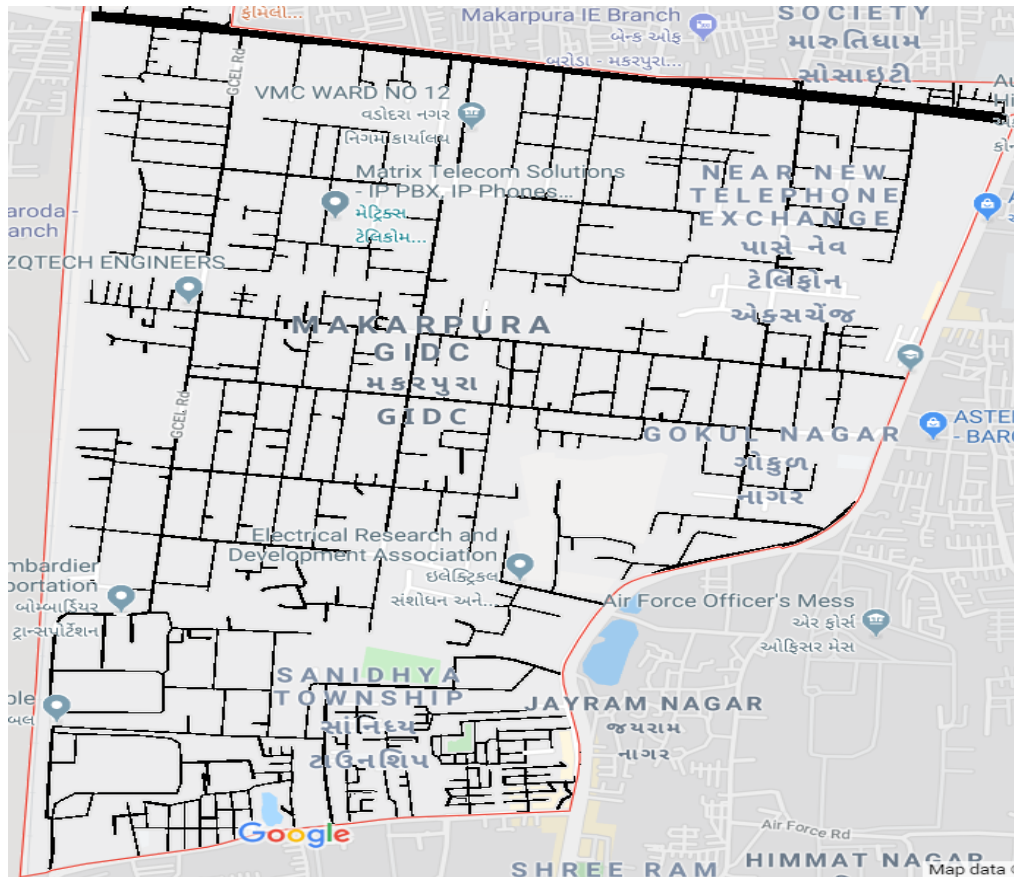 ફેમિલી...
Makarpura IE Branch
બેન્ક ઓફ
બરોડા - મકરપુરા...
SOCIETY
મારુતિધામ
સોસાઇટી
GCEL Rd
VMC WARD NO 12
વડોદરા નગર
નિગમ કાર્યાલય
Matrix Telecom Solutions
- IP PBX, IP Phones...
મેટ્રિક્સ
ટેલિકોમ...
NEAR NEW
TELEPHONE
EXCHANGE
પાસે નેવ
ટેલિફોન
એક્સચેંજ
aroda -
anch
ZQTECH ENGINEERS
MAKARPURA
GIDC
મકરપુરા
GIDC
GCEL Rd
GOKUL NAGAR
ગોકુળ
નાગર
ASTE
- BARO
Electrical Research and
Development Association
ઇલેક્ટ્રિકલ
સંશોધન અને...
mbardier
portation
બોમ્બાર્ડિયર
ટ્રાન્સપોર્ટેશન
Air Force Officer's Mess
એર ફોર્સ
ઓફિસર મેસ
SANIDHYA
TOWNSHIP
સાંનિધ્ય
ટાઉનશિપ
ble
બલ
JAYRAM NAGAR
જયરામ
નાગર
Google
Air Force Rd
SHREE RAM
HIMMAT NAGAR
Map data ©